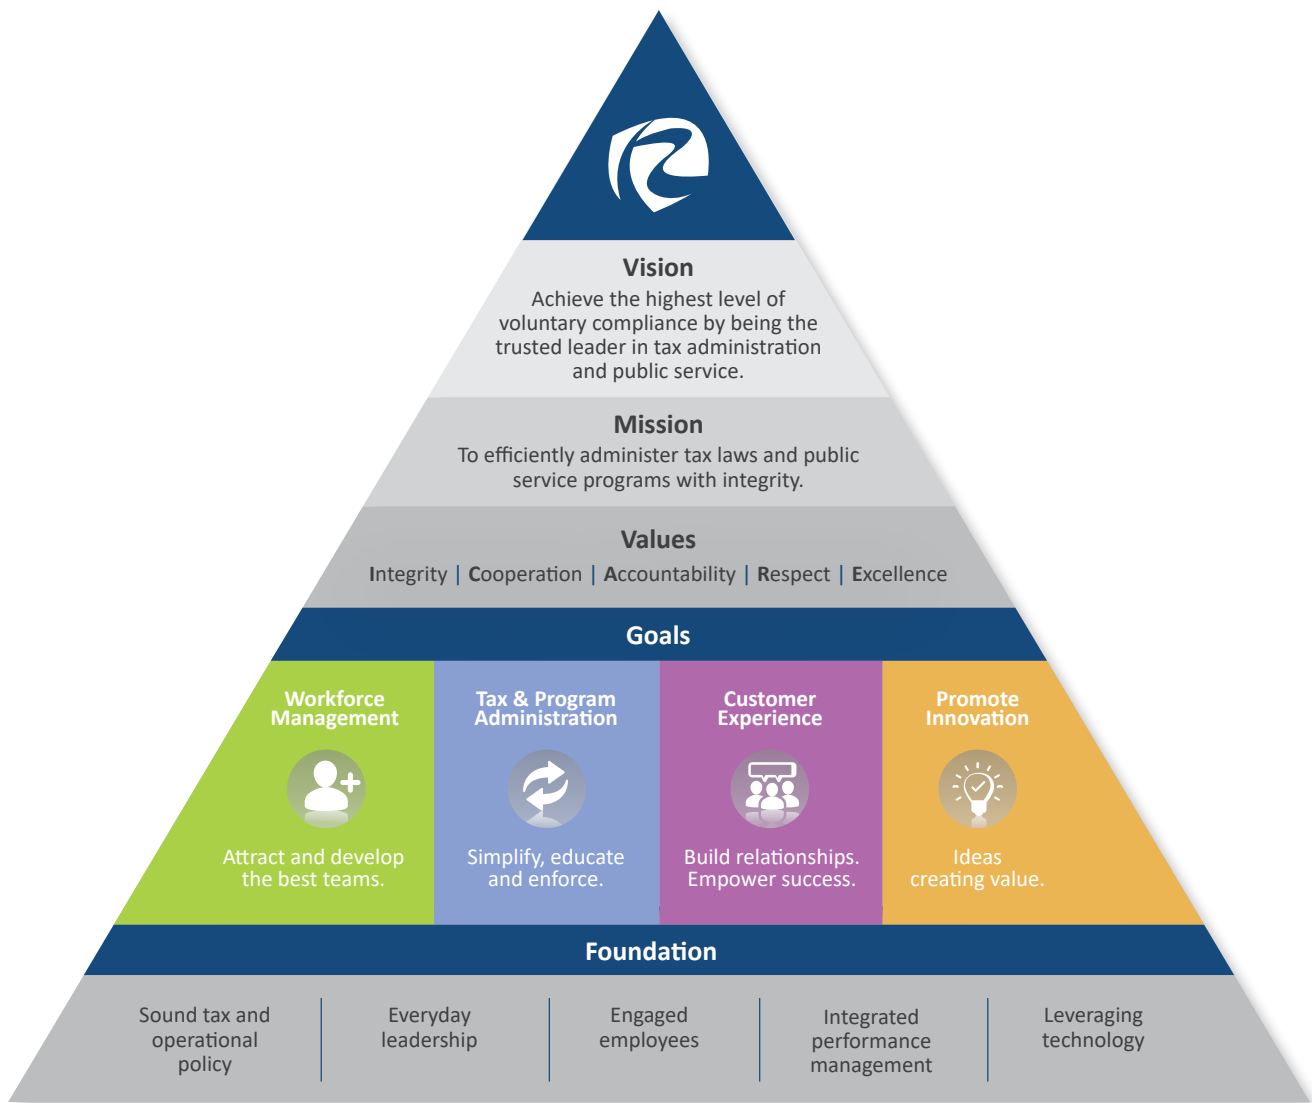 Vision
Achieve the highest level of
voluntary compliance by being the
trusted leader in tax administration
and public service.
Mission
To efficiently administer tax laws and public
service programs with integrity.
Values
Integrity | Cooperation | Accountability | Respect | Excellence
Goals
Workforce
Management
Attract and develop
the best teams.
Tax & Program
Administration
Simplify, educate
and enforce.
Customer
Experience
Build relationships.
Empower success.
Promote
Innovation
Ideas
creating value.
Foundation
Sound tax and
operational
policy
Everyday
leadership
Engaged
employees
Integrated
performance
management
Leveraging
technology